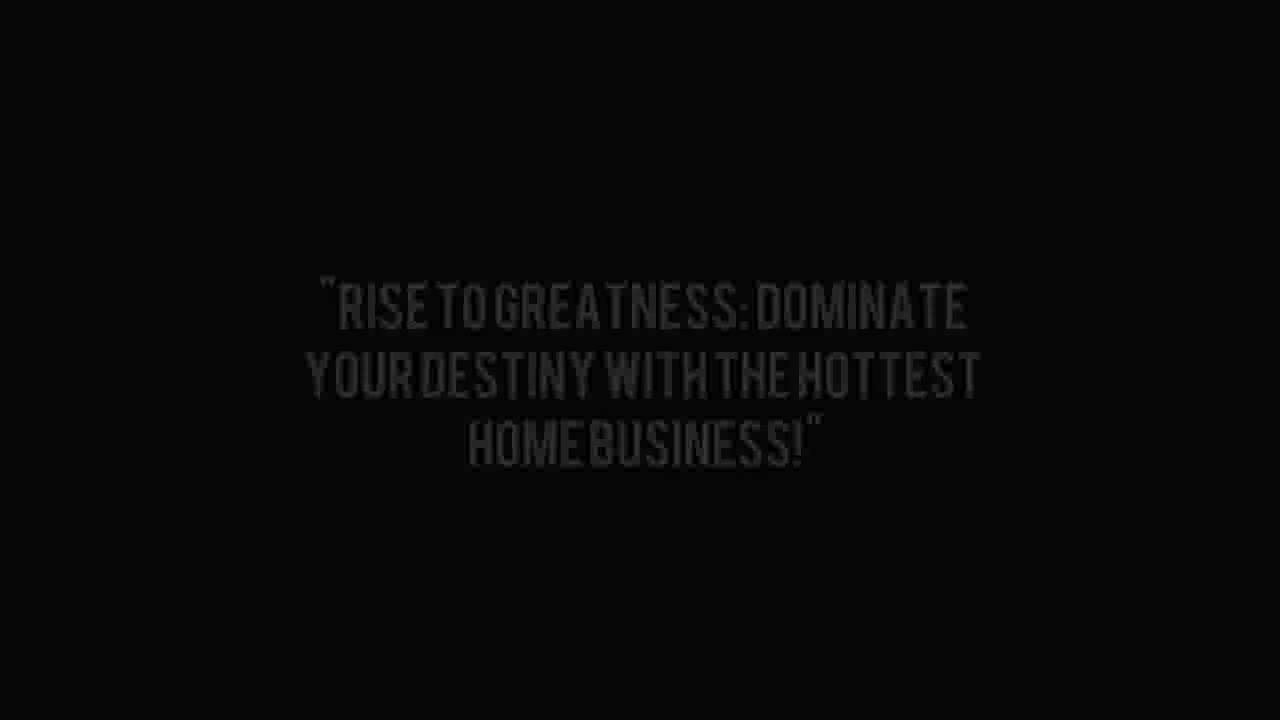 "RISE TO GREATNESS: DOMINATE
YOUR DESTINY WITH THE HOTTEST
HOME BUSINESS!"